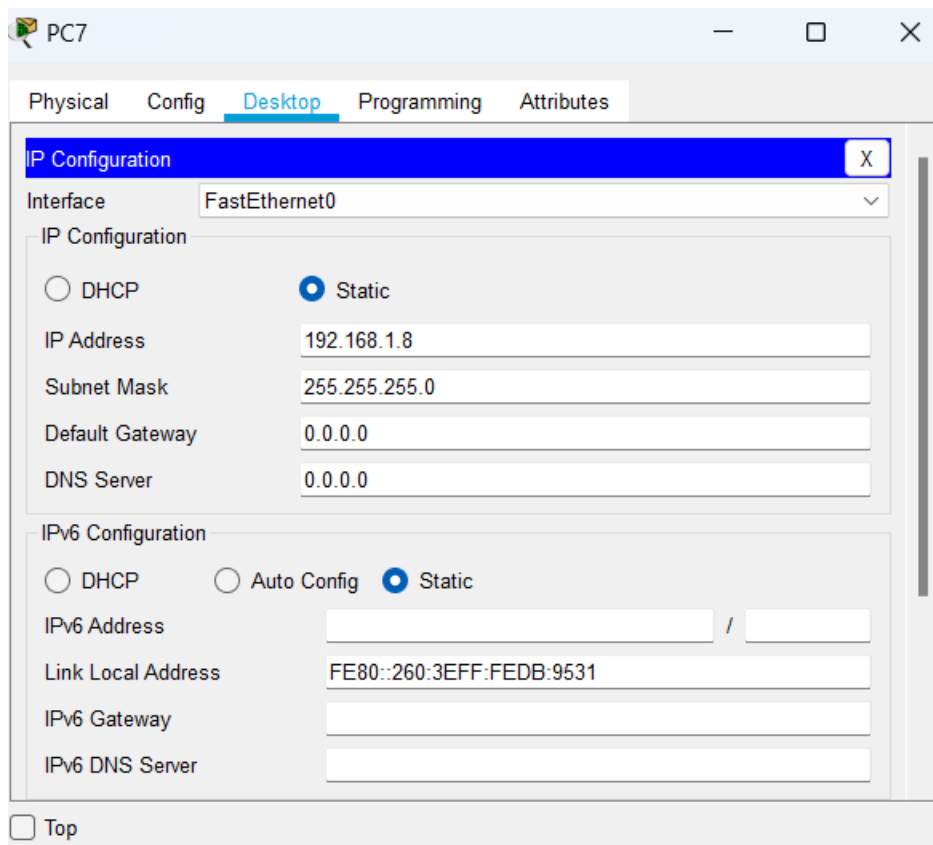 PC7
Physical Config Desktop Programming Attributes
IP Configuration X
Interface FastEthernet0
IP Configuration
DHCP Static
IP Address 192.168.1.8
Subnet Mask 255.255.255.0
Default Gateway 0.0.0.0
DNS Server 0.0.0.0
IPv6 Configuration
DHCP Auto Config Static
IPv6 Address /
Link Local Address FE80::260:3EFF:FEDB:9531
IPv6 Gateway
IPv6 DNS Server
Top